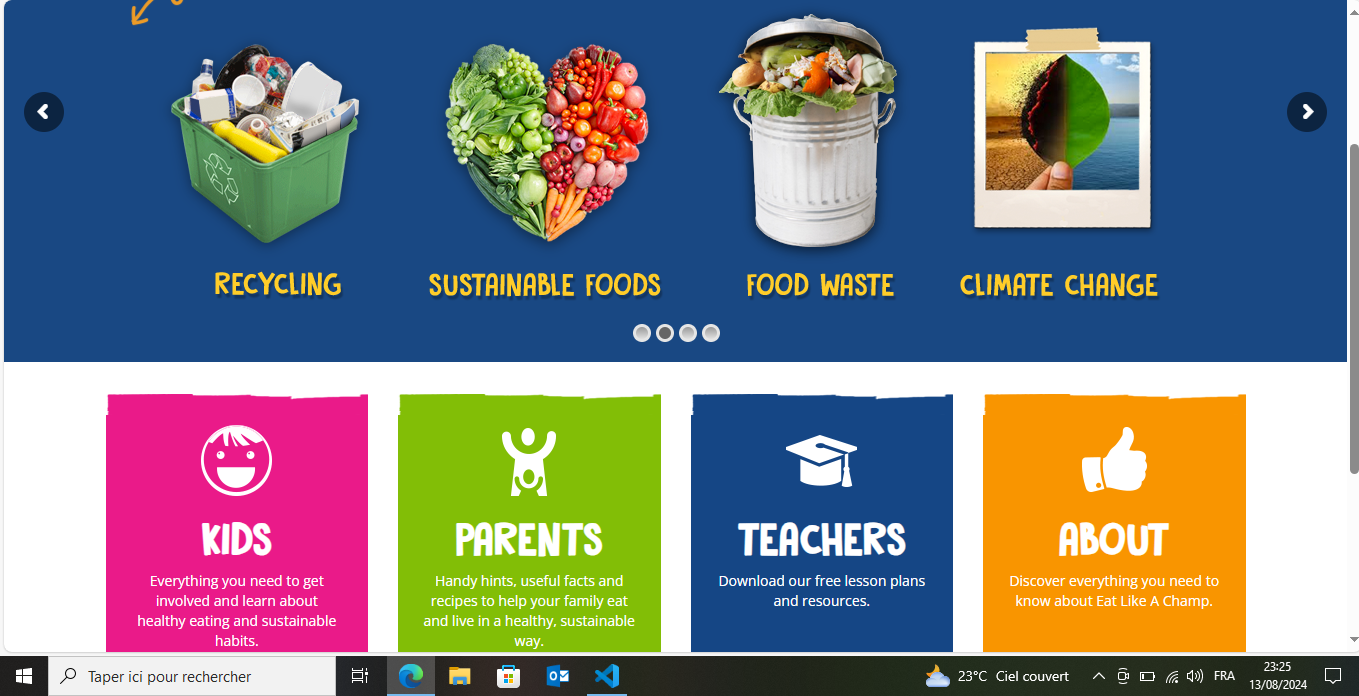 RECYCLING
SUSTAINABLE FOODS
FOOD WASTE
CLIMATE CHANGE
KIDS
Everything you need to get
involved and learn about
healthy eating and sustainable
habits.
PARENTS
Handy hints, useful facts and
recipes to help your family eat
and live in a healthy, sustainable
way.
TEACHERS
Download our free lesson plans
and resources.
ABOUT
Discover everything you need to
know about Eat Like A Champ.
Taper ici pour rechercher
23°C Ciel couvert
FRA
23:25
13/08/2024